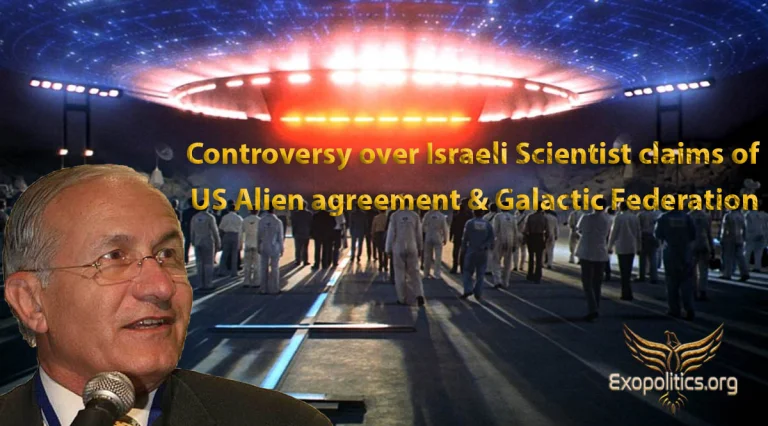 Controversy over Israeli Scientist claims of
US Alien agreement & Galactic Federation
Exopolitics.org